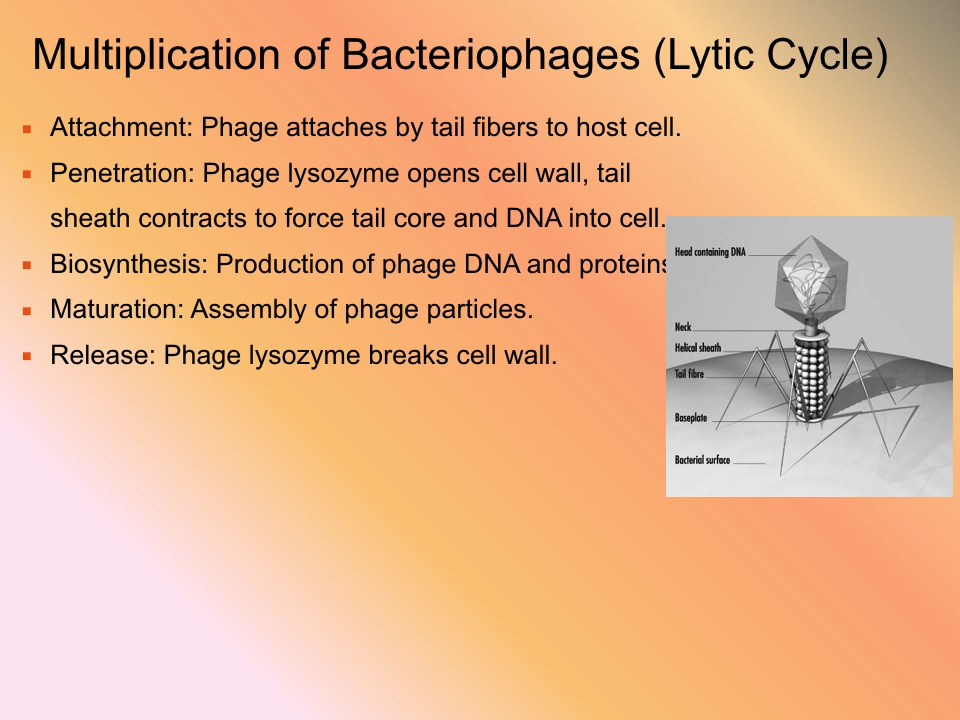 Multiplication of Bacteriophages (Lytic Cycle)
Attachment: Phage attaches by tail fibers to host cell.
Penetration: Phage lysozyme opens cell wall, tail
sheath contracts to force tail core and DNA into cell.
Biosynthesis: Production of phage DNA and proteins
Maturation: Assembly of phage particles.
Release: Phage lysozyme breaks cell wall.
Head containing DNA
Neck
Helical sheath
Tail fibre
Baseplate
Bacterial surface